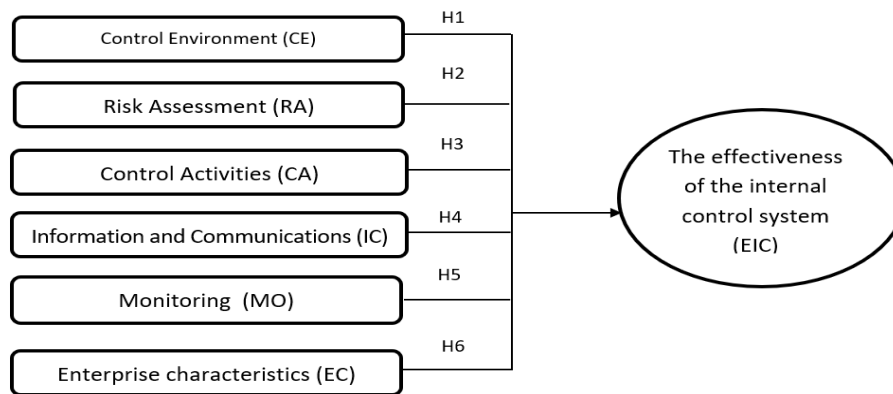 H1
Control Environment (CE)
H2
Risk Assessment (RA)
H3
Control Activities (CA)
H4
Information and Communications (IC)
H5
Monitoring (MO)
H6
Enterprise characteristics (EC)
The effectiveness
of the internal
control system
(EIC)